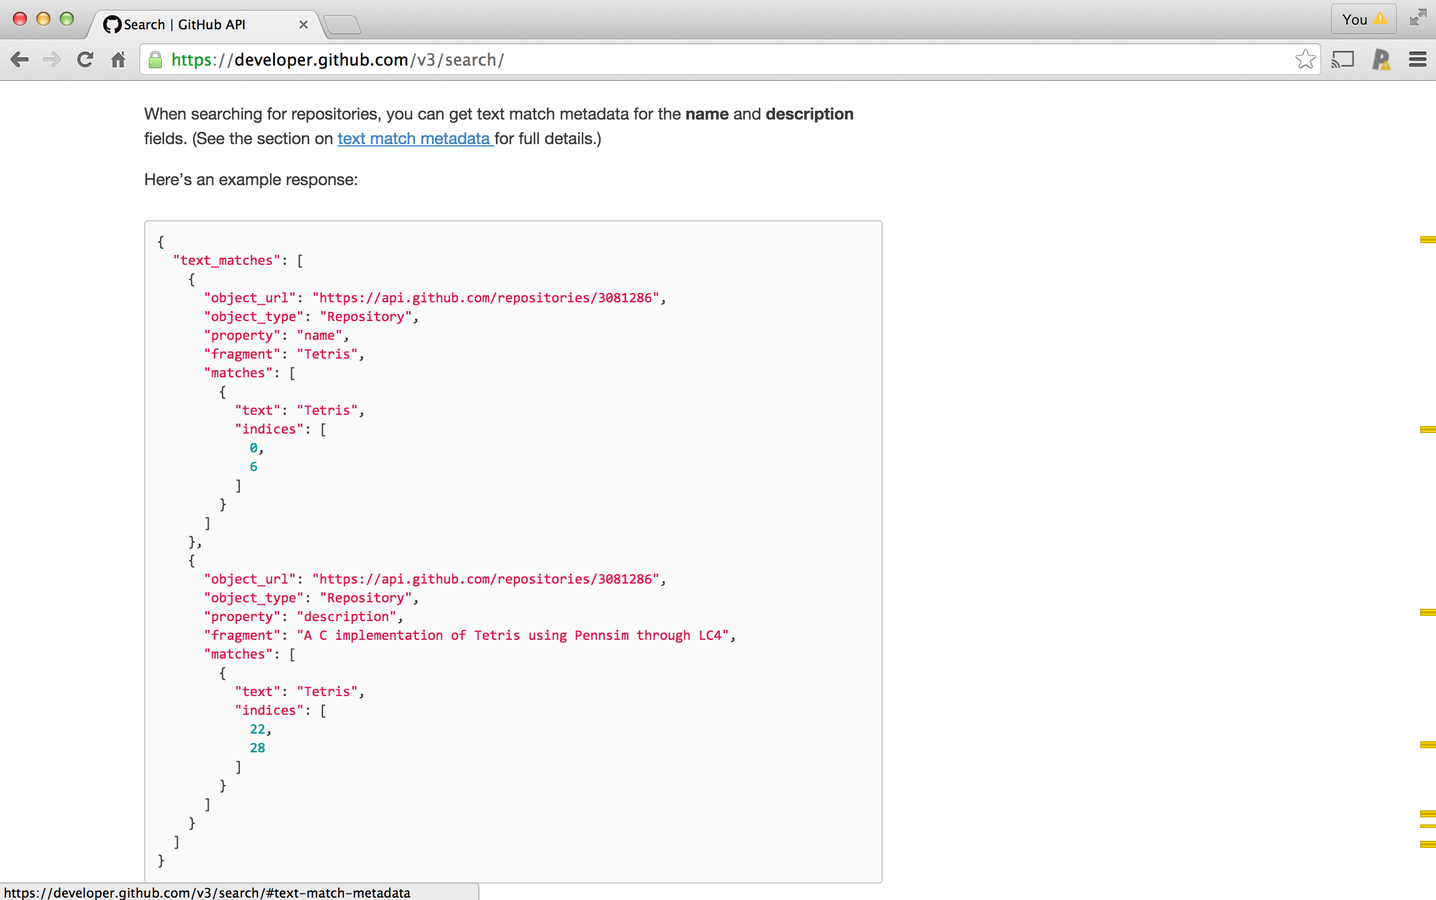 Search | GitHub API
You
https://developer.github.com/v3/search/
When searching for repositories, you can get text match metadata for the name and description
fields. (See the section on text match metadata for full details.)
Here’s an example response:
{
  "text_matches": [
    {
      "object_url": "https://api.github.com/repositories/3081286",
      "object_type": "Repository",
      "property": "name",
      "fragment": "Tetris",
      "matches": [
        {
          "text": "Tetris",
          "indices": [
            0,
            6
          ]
        }
      ]
    },
    {
      "object_url": "https://api.github.com/repositories/3081286",
      "object_type": "Repository",
      "property": "description",
      "fragment": "A C implementation of Tetris using Pennsim through LC4",
      "matches": [
        {
          "text": "Tetris",
          "indices": [
            22,
            28
          ]
        }
      ]
    }
  ]
}
https://developer.github.com/v3/search/#text-match-metadata